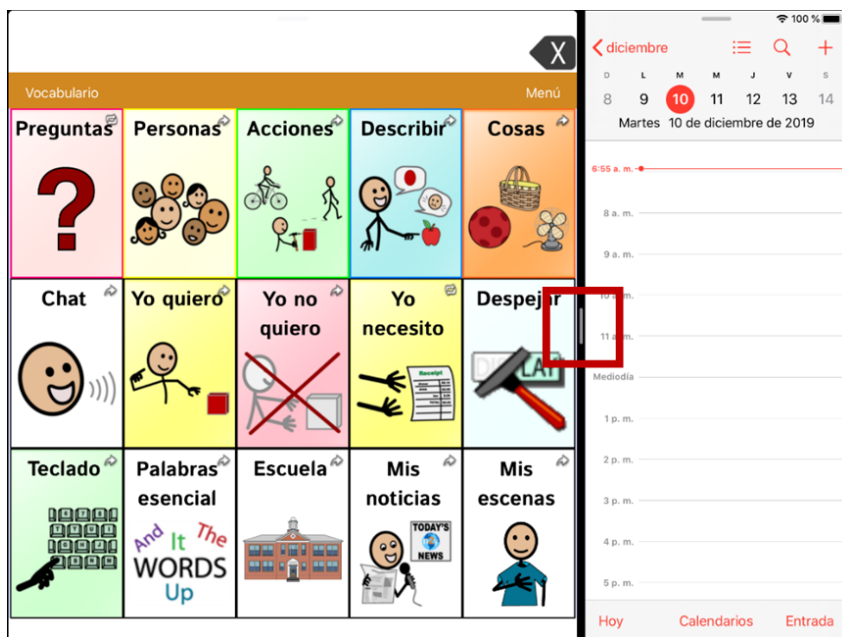 100 %
X
Vocabulario
Menú
Preguntas
Personas
Acciones
Describir
Cosas
Chat
Yo quiero
Yo no
quiero
Yo
necesito
Despejar
Receipt
Teclado
Palabras
esencial
And It The
WORDS
Up
Escuela
Mis
noticias
TODAY'S
NEWS
Mis
escenas
diciembre
D L M M J V S
8 9 10 11 12 13 14
Martes 10 de diciembre de 2019
6:55 a. m.
8 a. m.
9 a. m.
10 a. m.
11 a. m.
Mediodía
1 p. m.
2 p. m.
3 p. m.
4 p. m.
5 p. m.
Hoy
Calendarios
Entrada